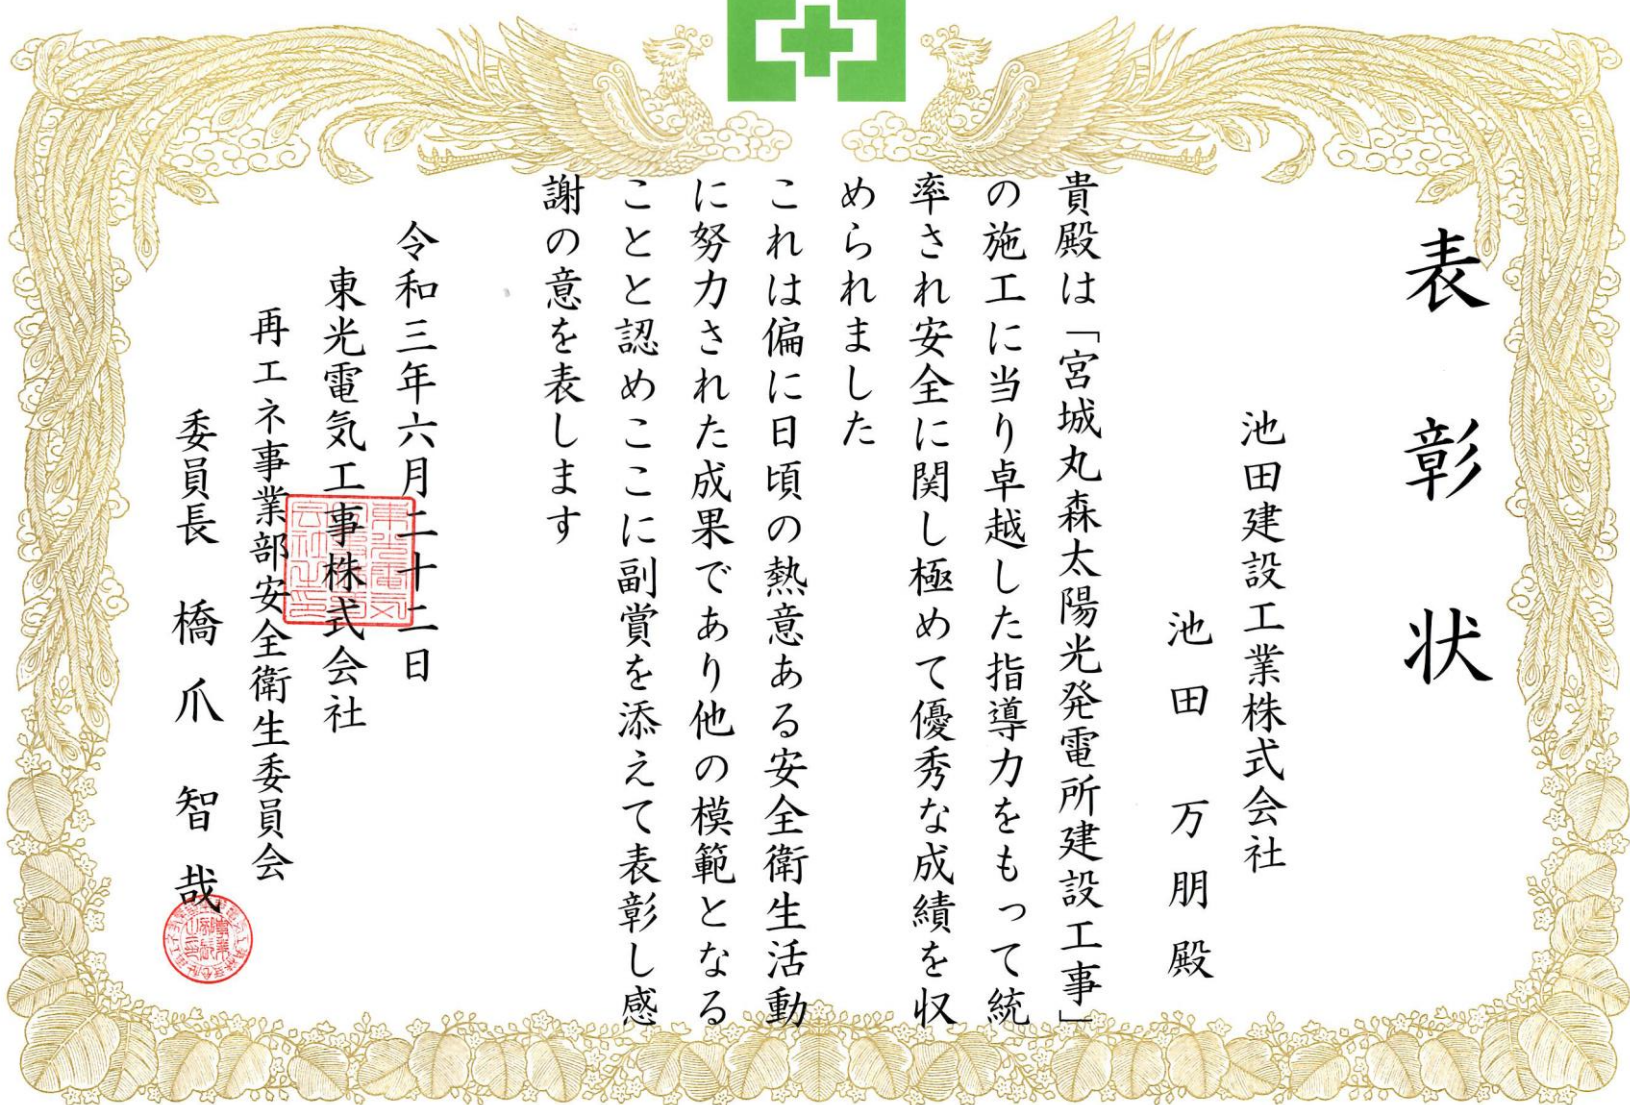 表彰状
池田建設工業株式会社
池田 万朋 殿
貴殿は「宮城丸森太陽光発電所建設工事」
の施工に当り卓越した指導力をもって統
率され安全に関し極めて優秀な成績を収
められました
これは偏に日頃の熱意ある安全衛生活動
に努力された成果であり他の模範となる
ことと認めここに副賞を添えて表彰し感
謝の意を表します
令和三年六月二十二日
東光電気工事株式会社
再エネ事業部安全衛生委員会
委員長 橋爪 智哉